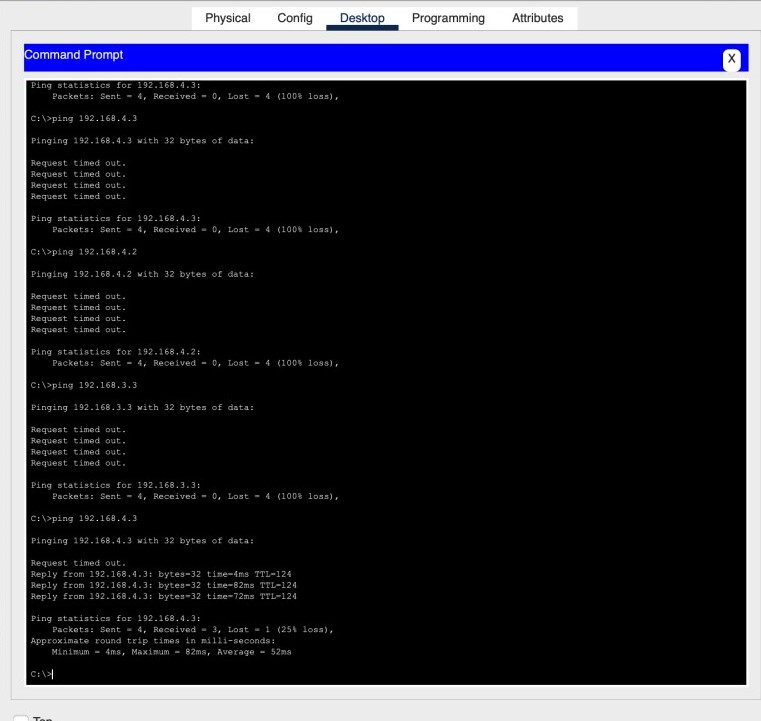 Physical Config Desktop Programming Attributes
Command Prompt
X
Ping statistics for 192.168.4.3:
Packets: Sent = 4, Received = 0, Lost = 4 (100% loss),
C:\>ping 192.168.4.3
Pinging 192.168.4.3 with 32 bytes of data:
Request timed out.
Request timed out.
Request timed out.
Request timed out.
Ping statistics for 192.168.4.3:
Packets: Sent = 4, Received = 0, Lost = 4 (100% loss),
C:\>ping 192.168.4.2
Pinging 192.168.4.2 with 32 bytes of data:
Request timed out.
Request timed out.
Request timed out.
Request timed out.
Ping statistics for 192.168.4.2:
Packets: Sent = 4, Received = 0, Lost = 4 (100% loss),
C:\>ping 192.168.3.3
Pinging 192.168.3.3 with 32 bytes of data:
Request timed out.
Request timed out.
Request timed out.
Request timed out.
Ping statistics for 192.168.3.3:
Packets: Sent = 4, Received = 0, Lost = 4 (100% loss),
C:\>ping 192.168.4.3
Pinging 192.168.4.3 with 32 bytes of data:
Request timed out.
Reply from 192.168.4.3: bytes=32 time=4ms TTL=124
Reply from 192.168.4.3: bytes=32 time=82ms TTL=124
Reply from 192.168.4.3: bytes=32 time=72ms TTL=124
Ping statistics for 192.168.4.3:
Packets: Sent = 4, Received = 3, Lost = 1 (25% loss),
Approximate round trip times in milli-seconds:
Minimum = 4ms, Maximum = 82ms, Average = 52ms
C:\>